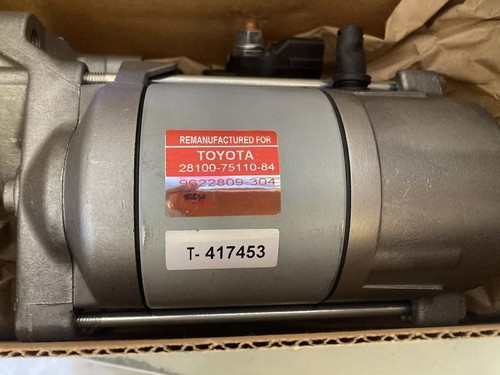 REMANUFACTURED FOR
TOYOTA
28100-75110-84
9622809-304
T- 417453